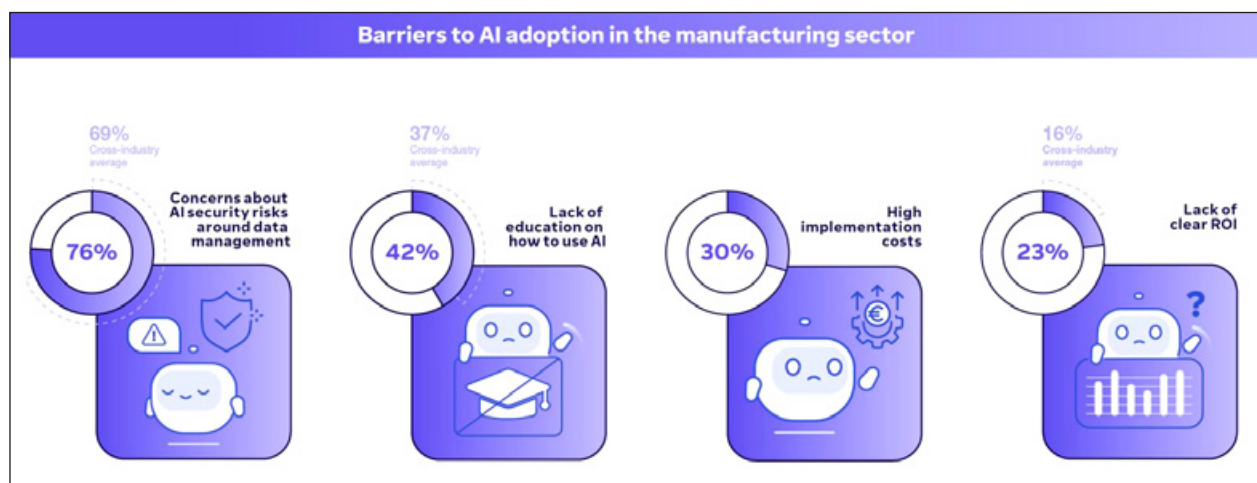 Barriers to AI adoption in the manufacturing sector
69%
Cross-industry
average
Concerns about
AI security risks
around data
management
76%
37%
Cross-industry
average
Lack of
education on
how to use AI
42%
High
implementation
costs
30%
€
16%
Cross-industry
average
Lack of
clear ROI
23%
?